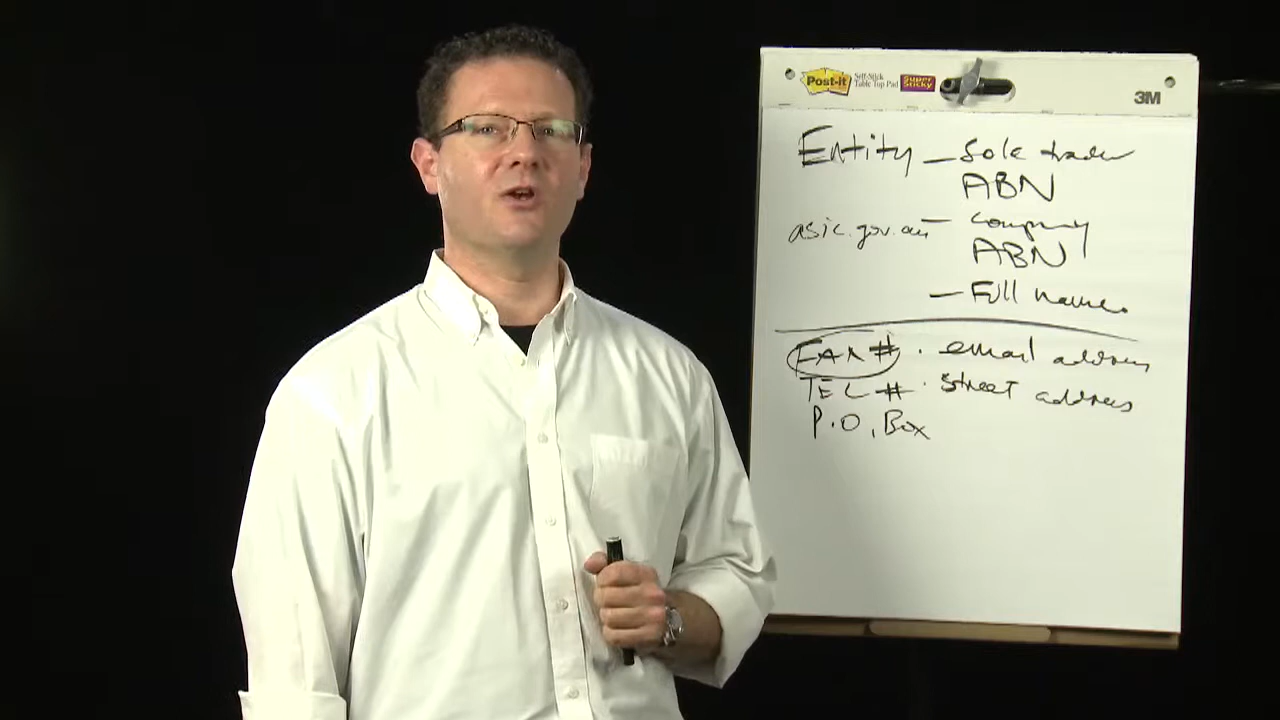 Post-it Self-Stick Table Top Pad Super Sticky
3M
Entity – Sole trader
ABN
asic.gov.au – Company
ABN
– Full name.
FAX # . email address
TEL # . Street address
P.O. Box